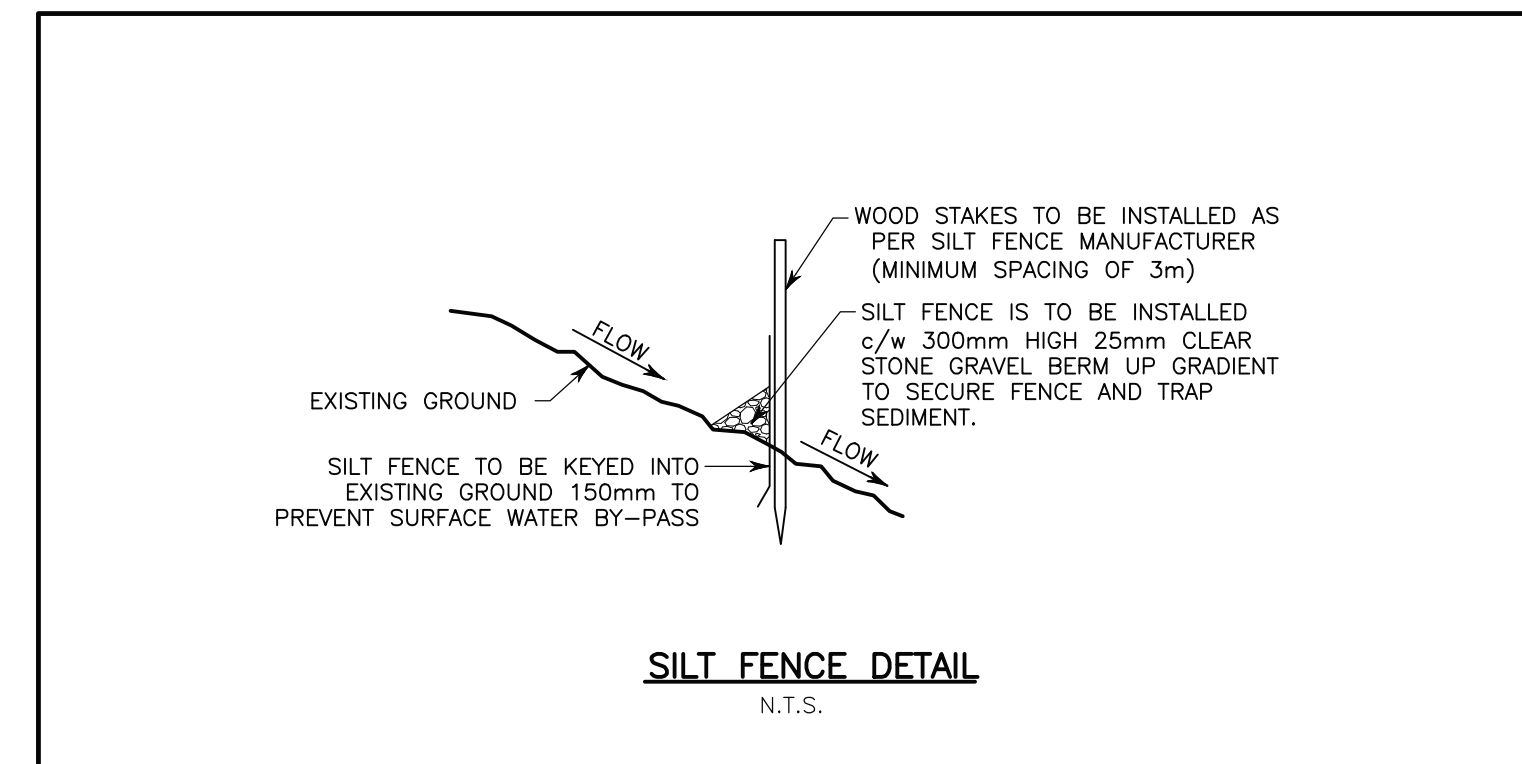 WOOD STAKES TO BE INSTALLED AS
PER SILT FENCE MANUFACTURER
(MINIMUM SPACING OF 3m)
SILT FENCE IS TO BE INSTALLED
c/w 300mm HIGH 25mm CLEAR
STONE GRAVEL BERM UP GRADIENT
TO SECURE FENCE AND TRAP
SEDIMENT.
FLOW
EXISTING GROUND
FLOW
SILT FENCE TO BE KEYED INTO
EXISTING GROUND 150mm TO
PREVENT SURFACE WATER BY-PASS
SILT FENCE DETAIL
N.T.S.